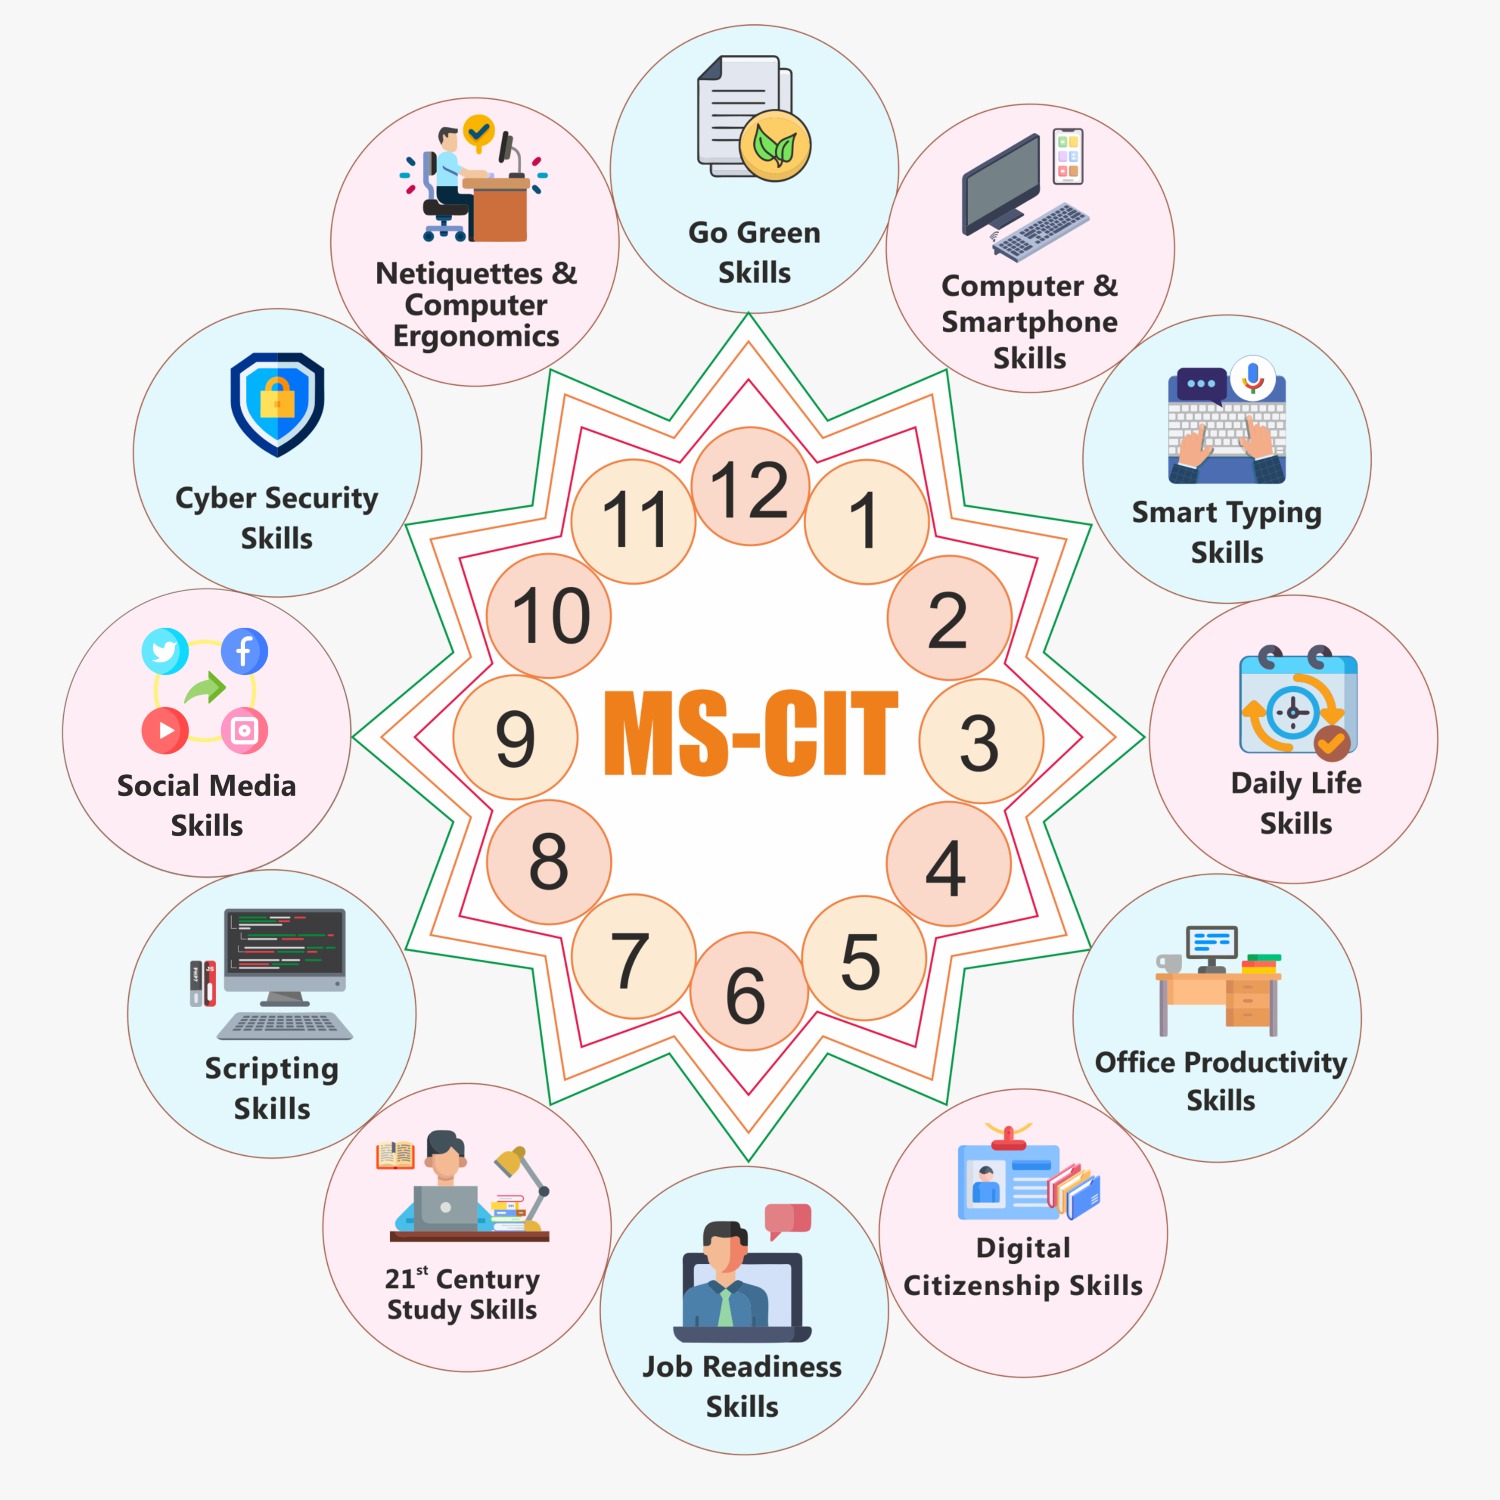 Go Green
Skills
Computer &
Smartphone
Skills
Smart Typing
Skills
Daily Life
Skills
Office Productivity
Skills
Digital
Citizenship Skills
Job Readiness
Skills
21st Century
Study Skills
Scripting
Skills
Social Media
Skills
Cyber Security
Skills
Netiquettes &
Computer
Ergonomics
12
1
2
3
4
5
6
7
8
9
10
11
MS-CIT